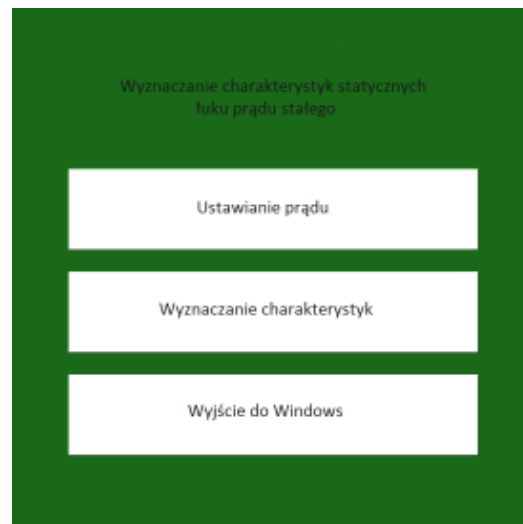 Wyznaczanie charakterystyk statycznych
łuku prądu stałego
Ustawianie prądu
Wyznaczanie charakterystyk
Wyjście do Windows